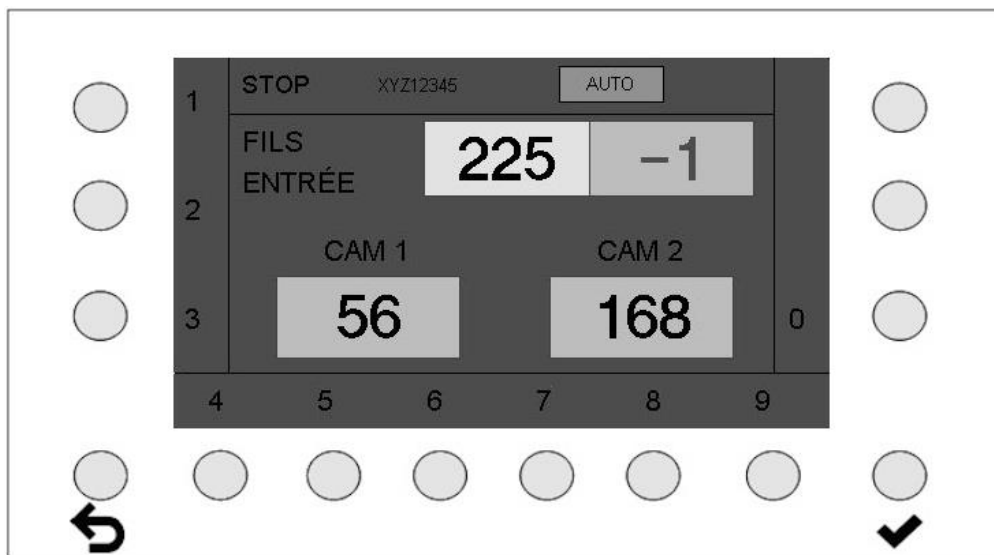 1
STOP XYZ12345 AUTO
FILS
ENTRÉE
225 −1
2
CAM 1 CAM 2
3 56 168 0
4 5 6 7 8 9